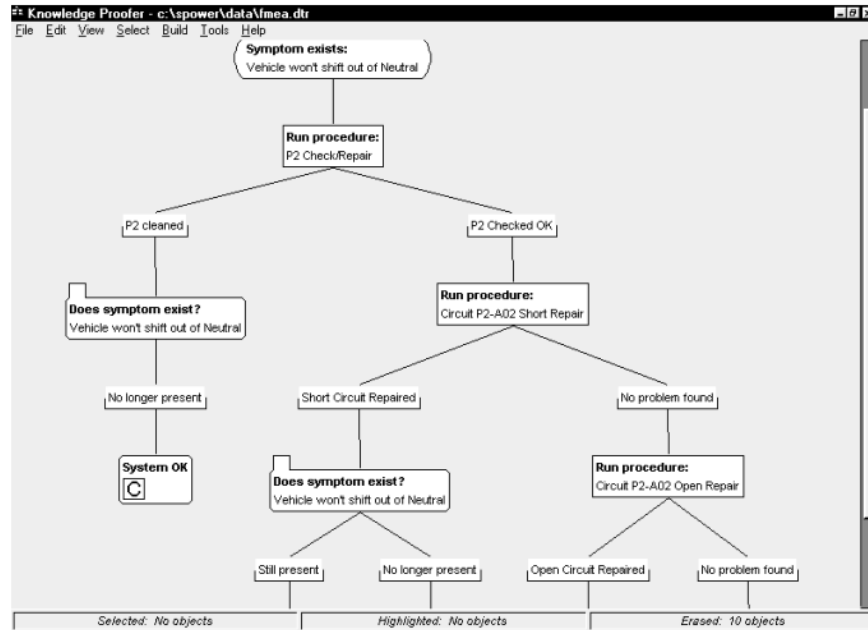 Knowledge Proofer - c:\spower\data\fmea.dtr
File Edit View Select Build Tools Help
Symptom exists:
Vehicle won't shift out of Neutral
Run procedure:
P2 Check/Repair
P2 cleaned
P2 Checked OK
Does symptom exist?
Vehicle won't shift out of Neutral
Run procedure:
Circuit P2-A02 Short Repair
No longer present
Short Circuit Repaired
No problem found
System OK
C
Does symptom exist?
Vehicle won't shift out of Neutral
Run procedure:
Circuit P2-A02 Open Repair
Still present
No longer present
Open Circuit Repaired
No problem found
Selected: No objects
Highlighted: No objects
Erased: 10 objects